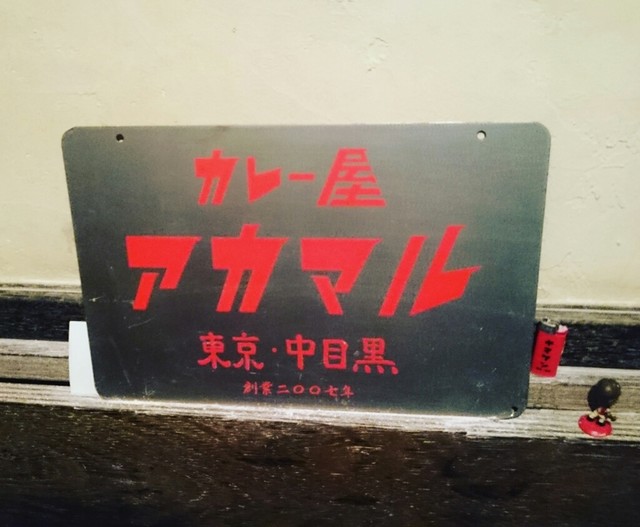 カレー屋
アカマル
東京・中目黒
創業二〇〇七年